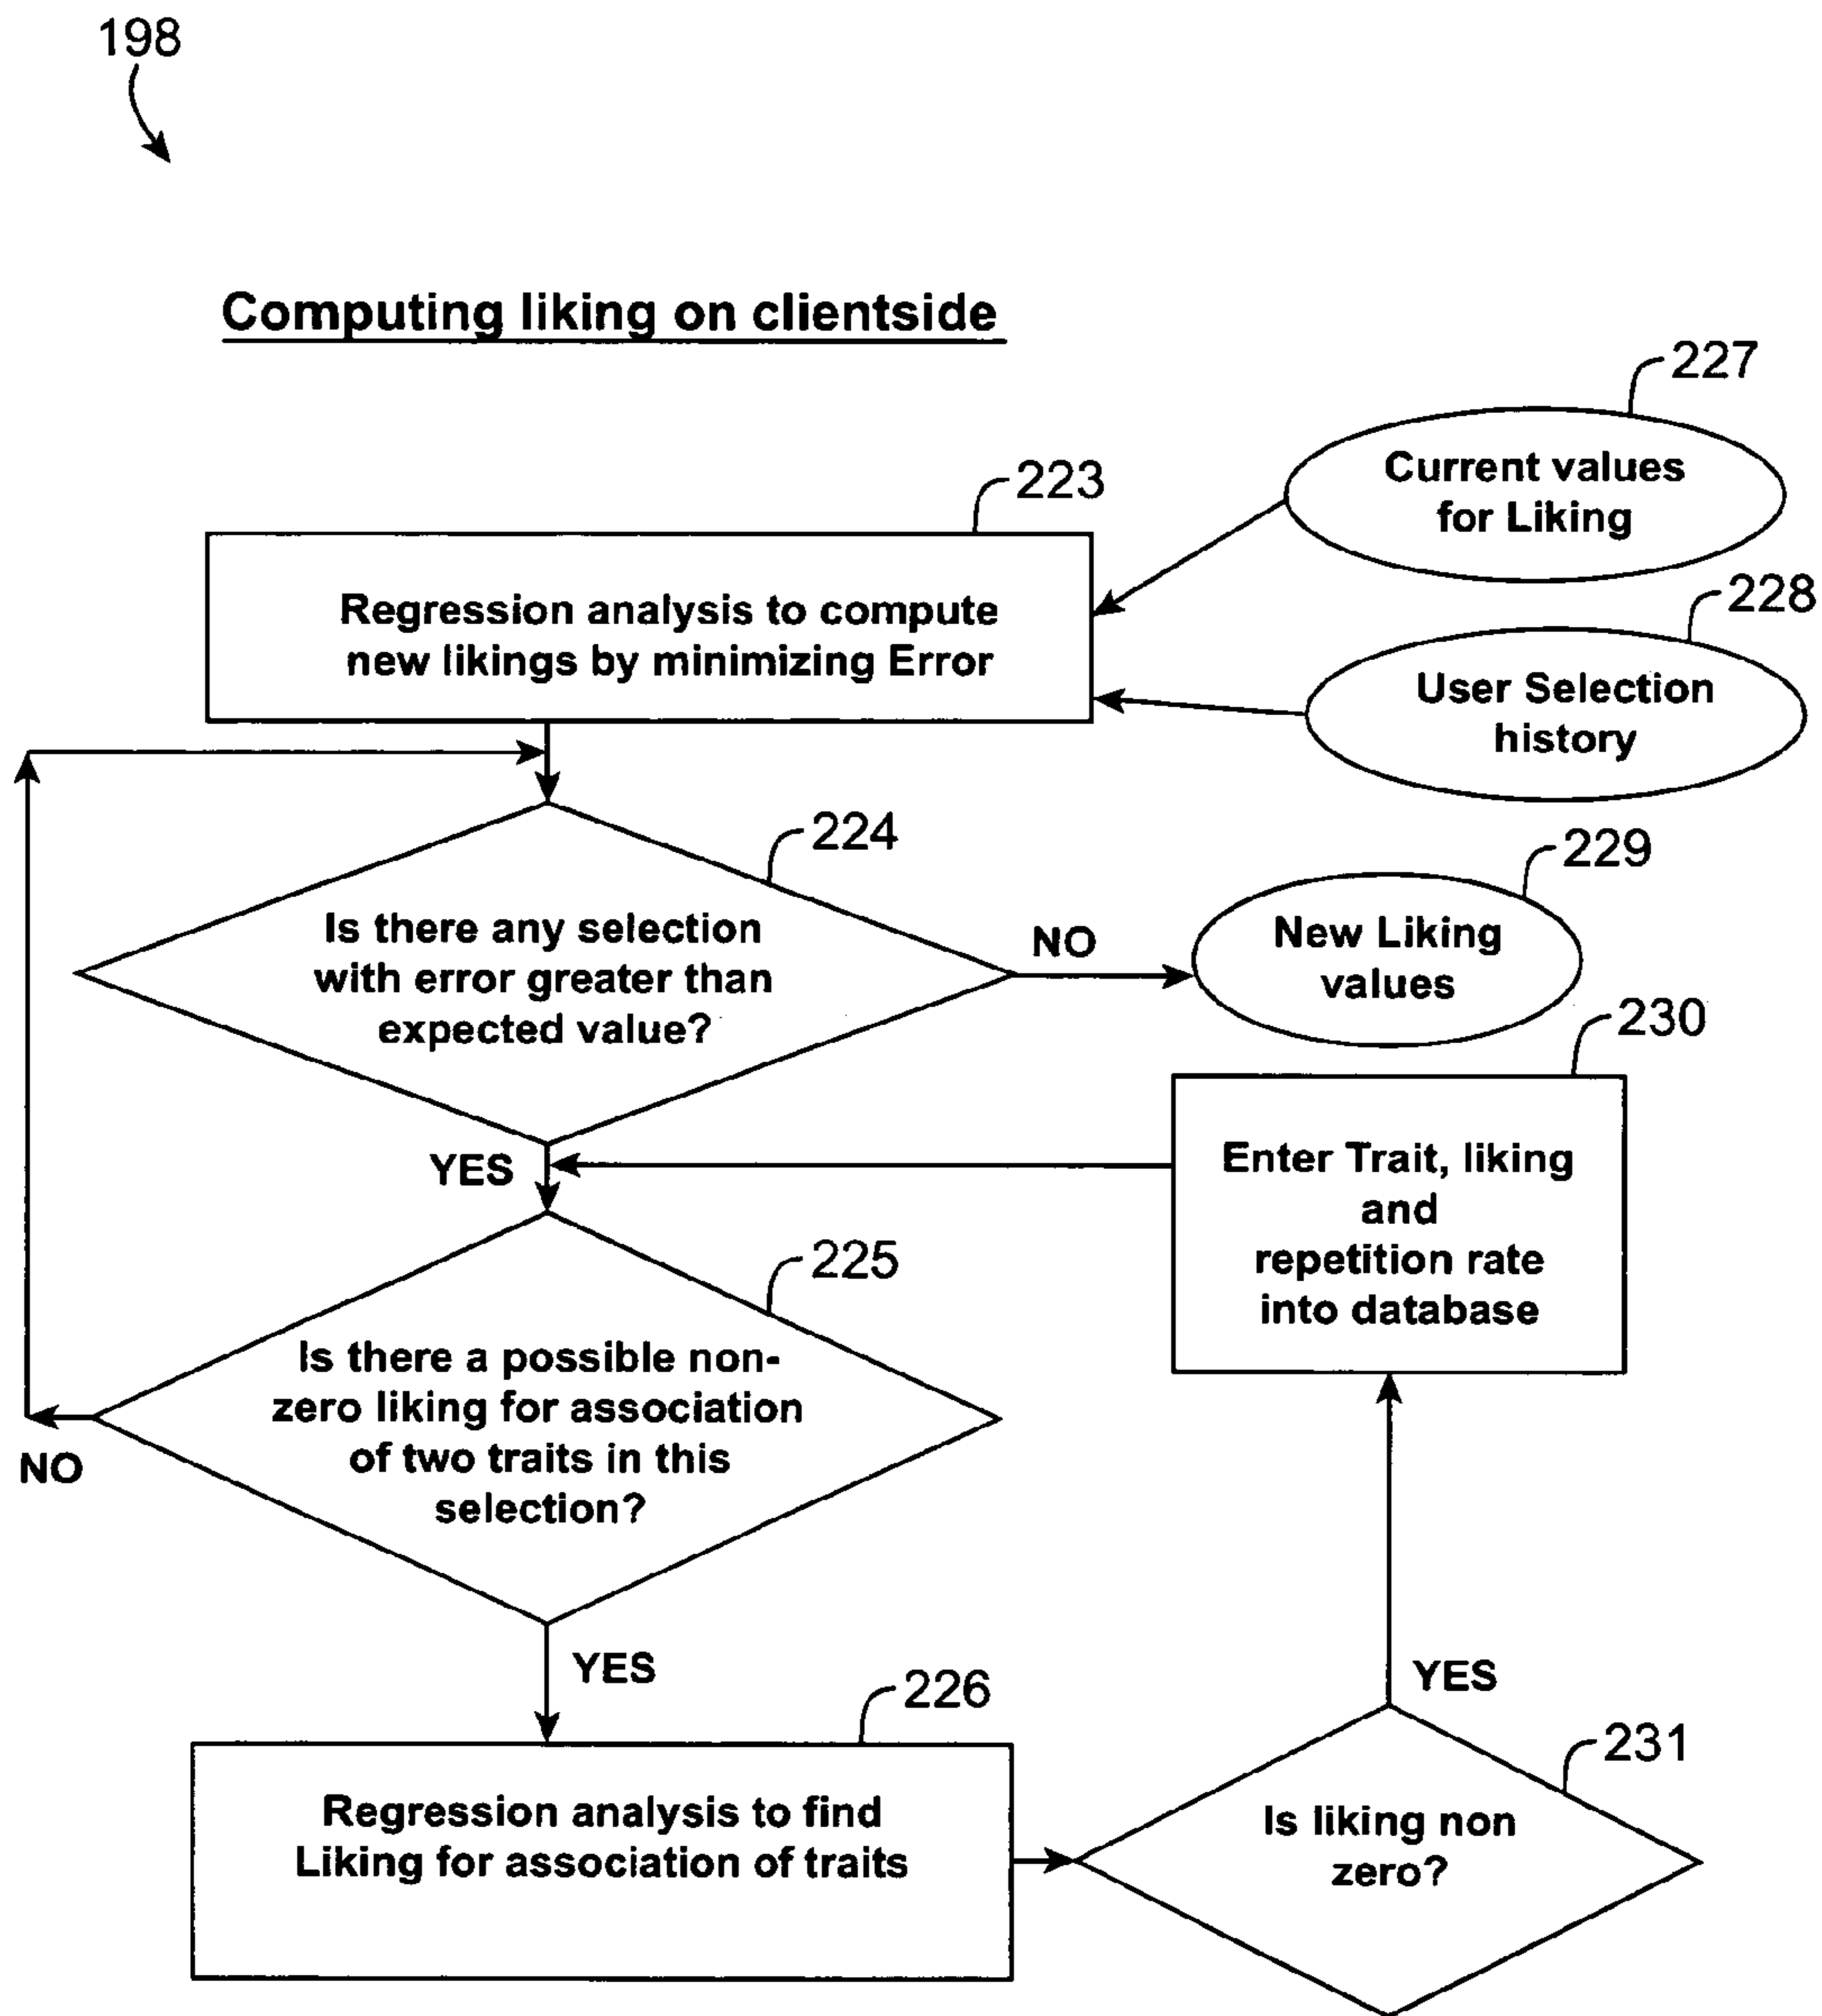 198
Computing liking on clientside
227
Current values
for Liking
223
Regression analysis to compute
new likings by minimizing Error
228
User Selection
history
224
Is there any selection
with error greater than
expected value?
NO
229
New Liking
values
230
Enter Trait, liking
and
repetition rate
into database
YES
225
Is there a possible non-
zero liking for association
of two traits in this
selection?
NO
YES
226
Regression analysis to find
Liking for association of traits
YES
231
Is liking non
zero?